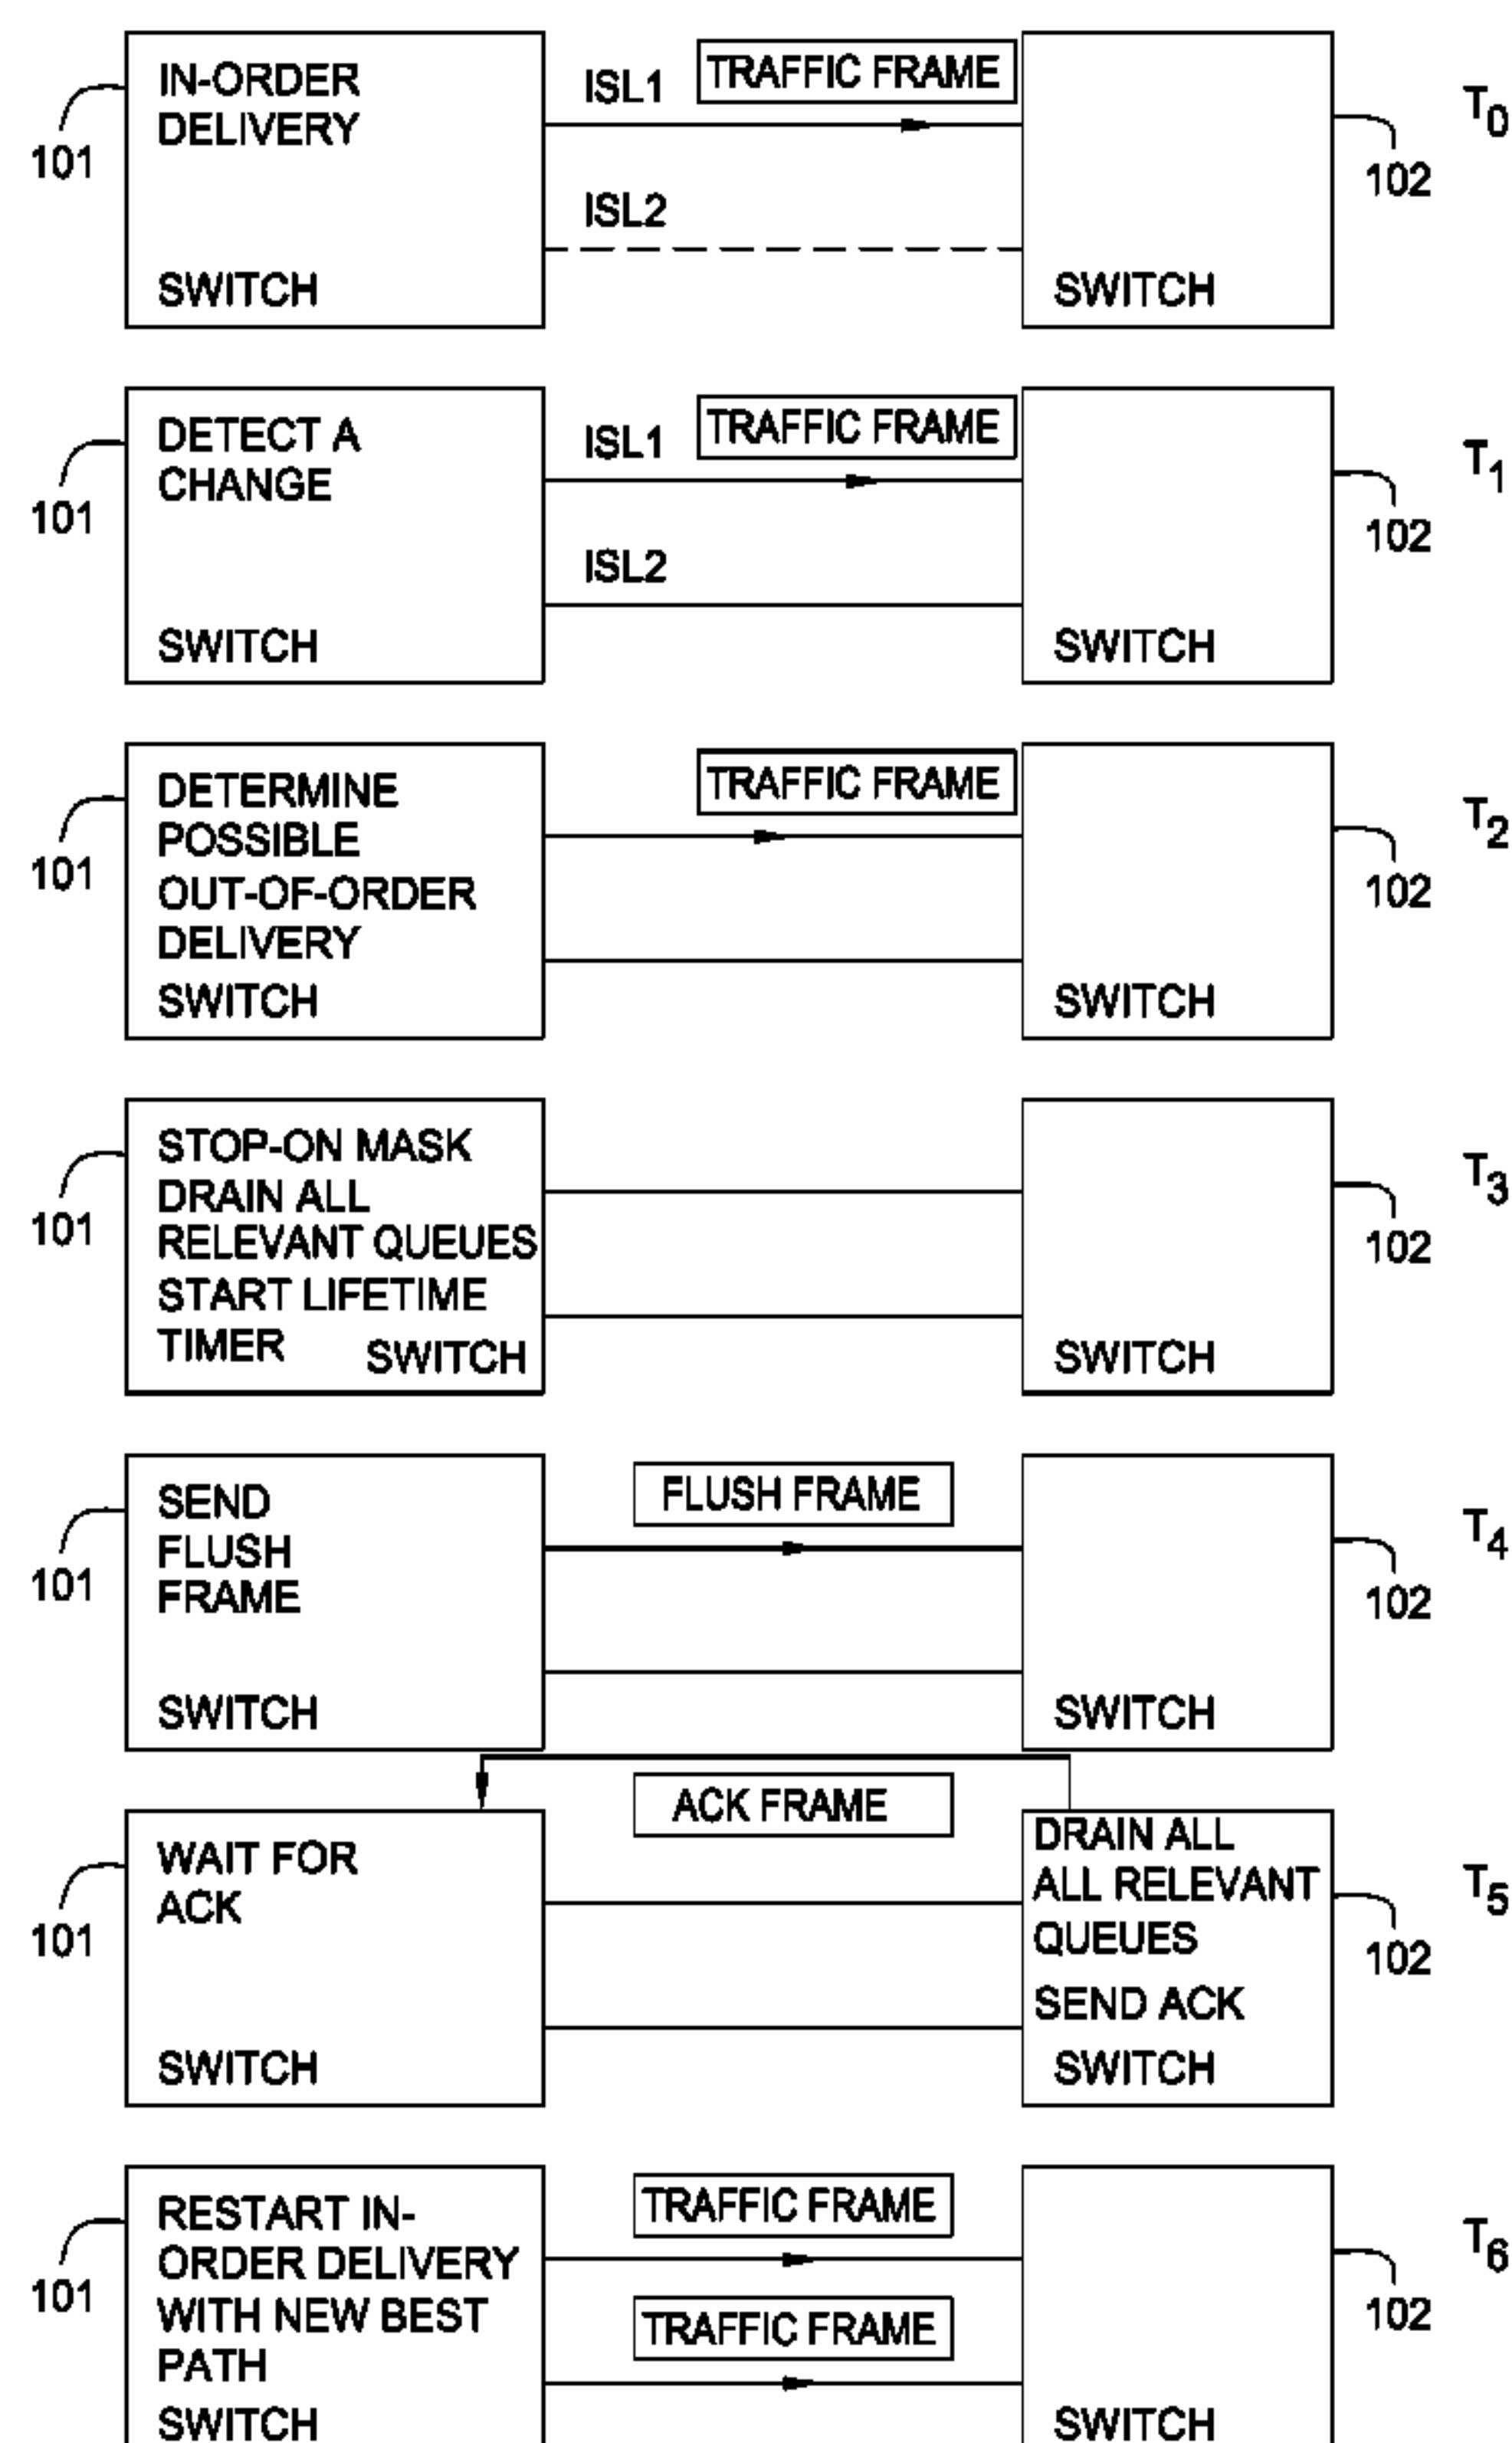 IN-ORDER
DELIVERY
SWITCH
101
ISL1
TRAFFIC FRAME
ISL2
SWITCH
102
T0
DETECT A
CHANGE
SWITCH
101
ISL1
TRAFFIC FRAME
ISL2
SWITCH
102
T1
DETERMINE
POSSIBLE
OUT-OF-ORDER
DELIVERY
SWITCH
101
TRAFFIC FRAME
SWITCH
102
T2
STOP-ON MASK
DRAIN ALL
RELEVANT QUEUES
START LIFETIME
TIMER SWITCH
101
SWITCH
102
T3
SEND
FLUSH
FRAME
SWITCH
101
FLUSH FRAME
SWITCH
102
T4
WAIT FOR
ACK
SWITCH
101
ACK FRAME
DRAIN ALL
ALL RELEVANT
QUEUES
SEND ACK
SWITCH
102
T5
RESTART IN-
ORDER DELIVERY
WITH NEW BEST
PATH
SWITCH
101
TRAFFIC FRAME
TRAFFIC FRAME
SWITCH
102
T6